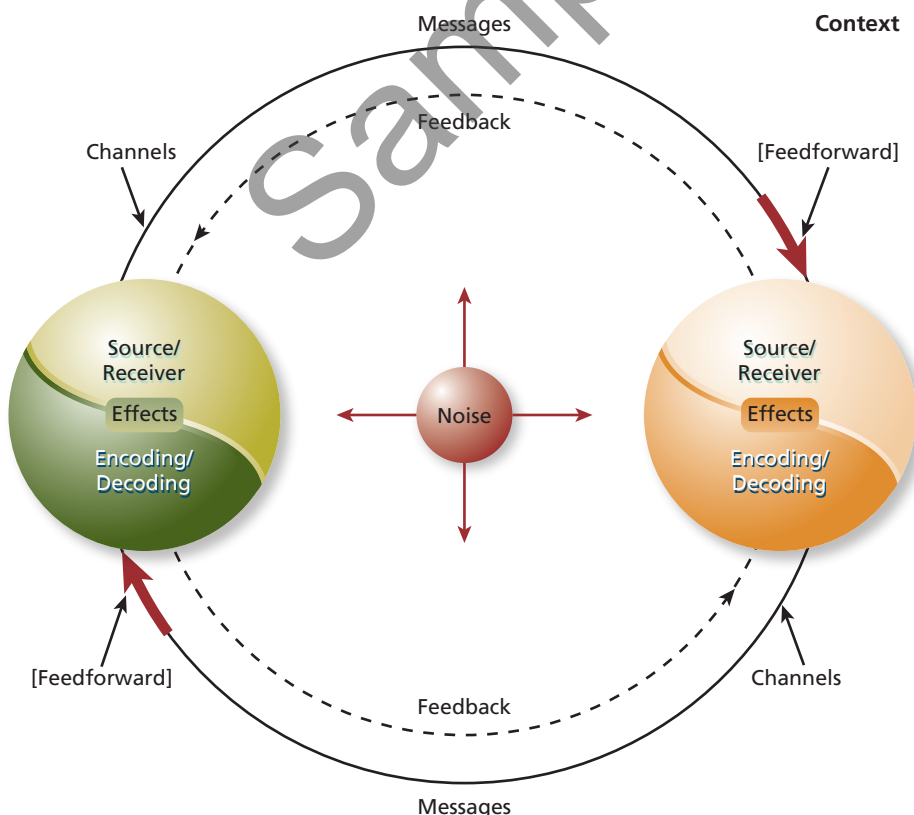 Messages
Context
Feedback
Channels
[Feedforward]
Source/
Receiver
Effects
Encoding/
Decoding
Noise
Source/
Receiver
Effects
Encoding/
Decoding
[Feedforward]
Channels
Feedback
Messages
Samp